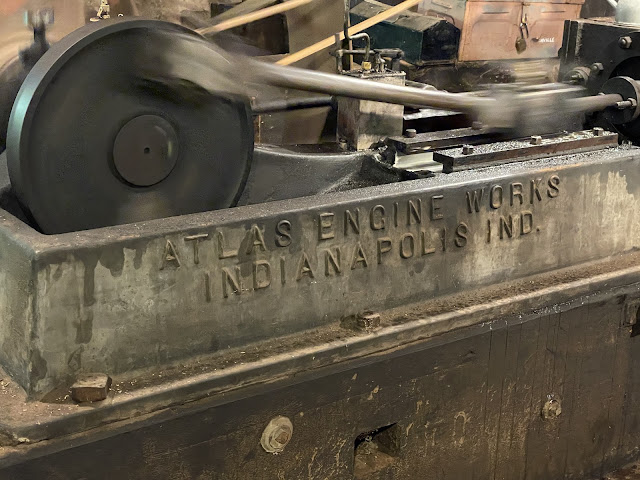 ATLAS ENGINE WORKS
INDIANAPOLIS IND.